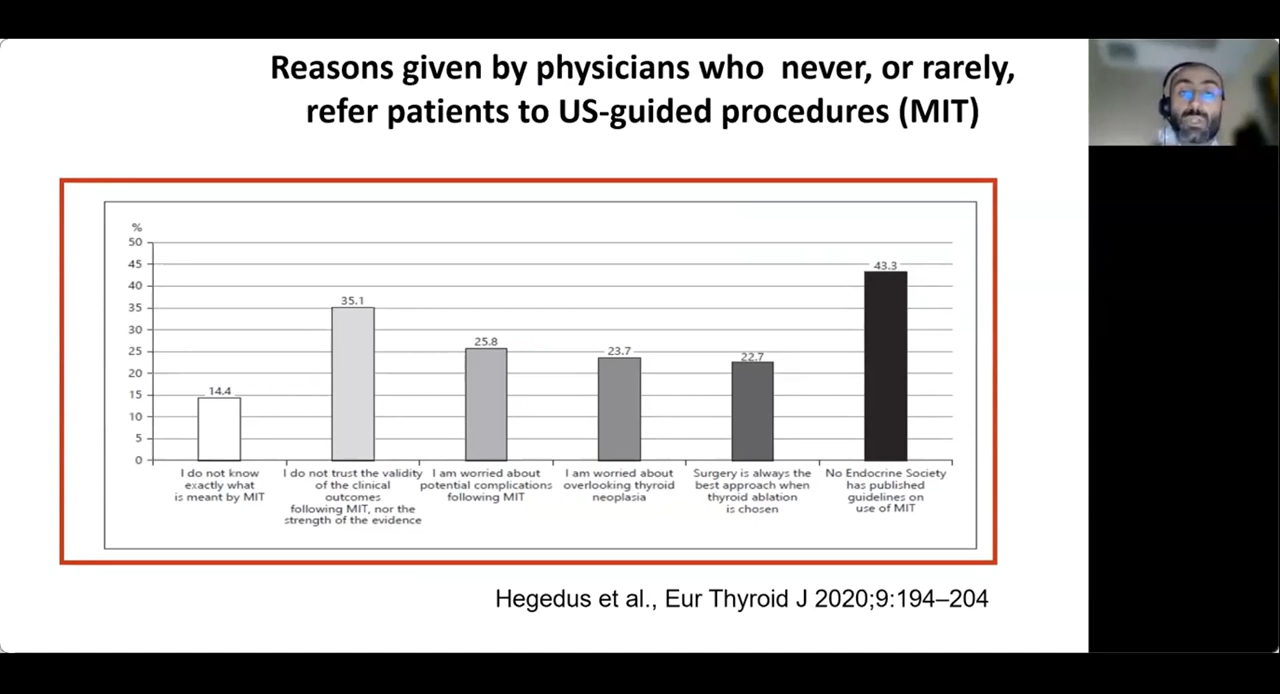 Reasons given by physicians who never, or rarely,
refer patients to US-guided procedures (MIT)
%
50
45
40
35
30
25
20
15
10
5
0
14.4
35.1
25.8
23.7
22.7
43.3
I do not know
exactly what
is meant by MIT
I do not trust the validity
of the clinical
outcomes
following MIT, nor the
strength of the evidence
I am worried about
potential complications
following MIT
I am worried about
overlooking thyroid
neoplasia
Surgery is always the
best approach when
thyroid ablation
is chosen
No Endocrine Society
has published
guidelines on
use of MIT
Hegedus et al., Eur Thyroid J 2020;9:194–204